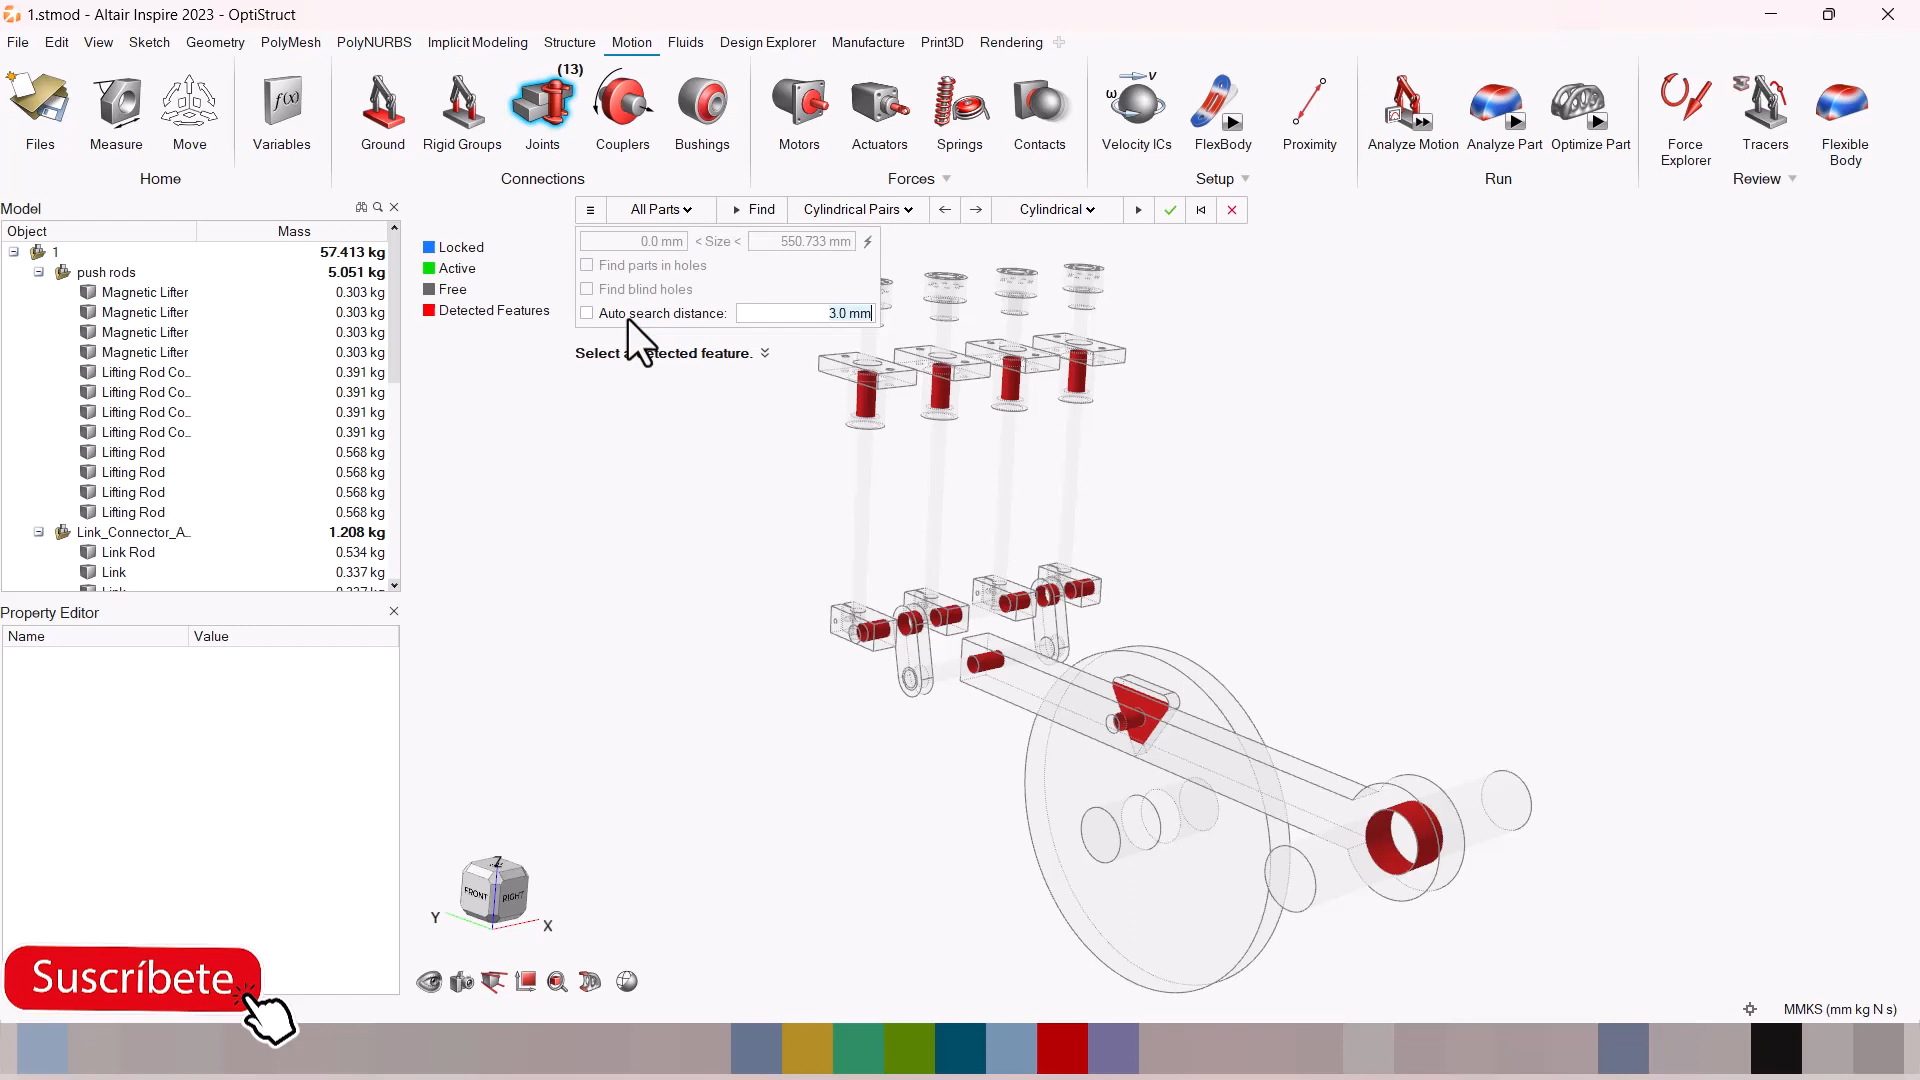 1.stmod - Altair Inspire 2023 - OptiStruct
File Edit View Sketch Geometry PolyMesh PolyNURBS Implicit Modeling Structure Motion Fluids Design Explorer Manufacture Print3D Rendering
(13)
Files Measure Move Variables Ground Rigid Groups Joints Couplers Bushings Motors Actuators Springs Contacts Velocity ICs FlexBody Proximity Analyze Motion Analyze Part Optimize Part Force Explorer Tracers Flexible Body
Home Connections Forces Setup Run Review
Model
Object Mass
1 57.413 kg
push rods 5.051 kg
Magnetic Lifter 0.303 kg
Magnetic Lifter 0.303 kg
Magnetic Lifter 0.303 kg
Magnetic Lifter 0.303 kg
Lifting Rod Co... 0.391 kg
Lifting Rod Co... 0.391 kg
Lifting Rod Co... 0.391 kg
Lifting Rod Co... 0.391 kg
Lifting Rod 0.568 kg
Lifting Rod 0.568 kg
Lifting Rod 0.568 kg
Lifting Rod 0.568 kg
Link_Connector_A... 1.208 kg
Link Rod 0.534 kg
Link 0.337 kg
Property Editor
Name Value
All Parts Find Cylindrical Pairs Cylindrical
0.0 mm < Size < 550.733 mm
Find parts in holes
Find blind holes
Auto search distance: 3.0 mm
Select detected feature.
Locked
Active
Free
Detected Features
Z
FRONT RIGHT
Y X
Suscríbete
MMKS (mm kg N s)